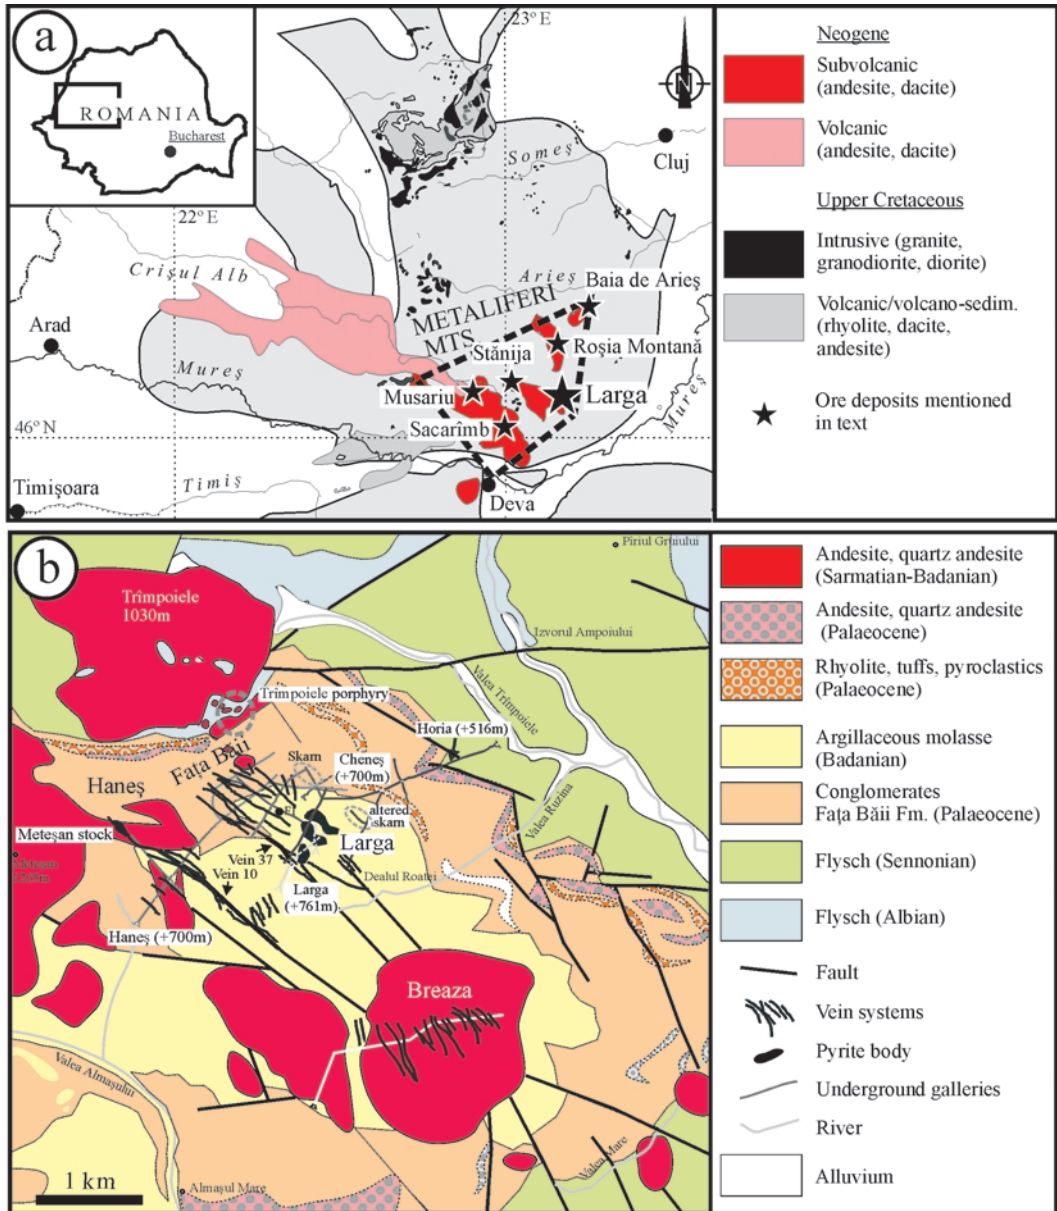 a
ROMANIA
Bucharest
23° E
N
Cluj
Someş
22° E
Crişul Alb
Arieş
Baia de Arieş
METALIFERI
MTS
Arad
Stănija
Roşia Montană
Mureş
Musariu
Larga
Sacarîmb
Mureş
46° N
Timişoara
Timiş
Deva
Neogene
Subvolcanic
(andesite, dacite)
Volcanic
(andesite, dacite)
Upper Cretaceous
Intrusive (granite,
granodiorite, diorite)
Volcanic/volcano-sedim.
(rhyolite, dacite,
andesite)
Ore deposits mentioned
in text
b
Pîriul Gruiului
Trîmpoiele
1030m
Izvorul Ampoiului
Valea Trîmpoiele
Trîmpoiele porphyry
Horia (+516m)
Faţa Băii
Skarn
Cheneş
(+700m)
Haneş
altered
skarn
Valea Ruzina
Meteşan stock
Larga
Vein 37
Vein 10
Dealul Roatei
Larga
(+761m)
Haneş (+700m)
Breaza
Valea Almaşului
Valea Mare
1 km
Almaşul Mare
Andesite, quartz andesite
(Sarmatian-Badanian)
Andesite, quartz andesite
(Palaeocene)
Rhyolite, tuffs, pyroclastics
(Palaeocene)
Argillaceous molasse
(Badanian)
Conglomerates
Faţa Băii Fm. (Palaeocene)
Flysch (Sennonian)
Flysch (Albian)
Fault
Vein systems
Pyrite body
Underground galleries
River
Alluvium